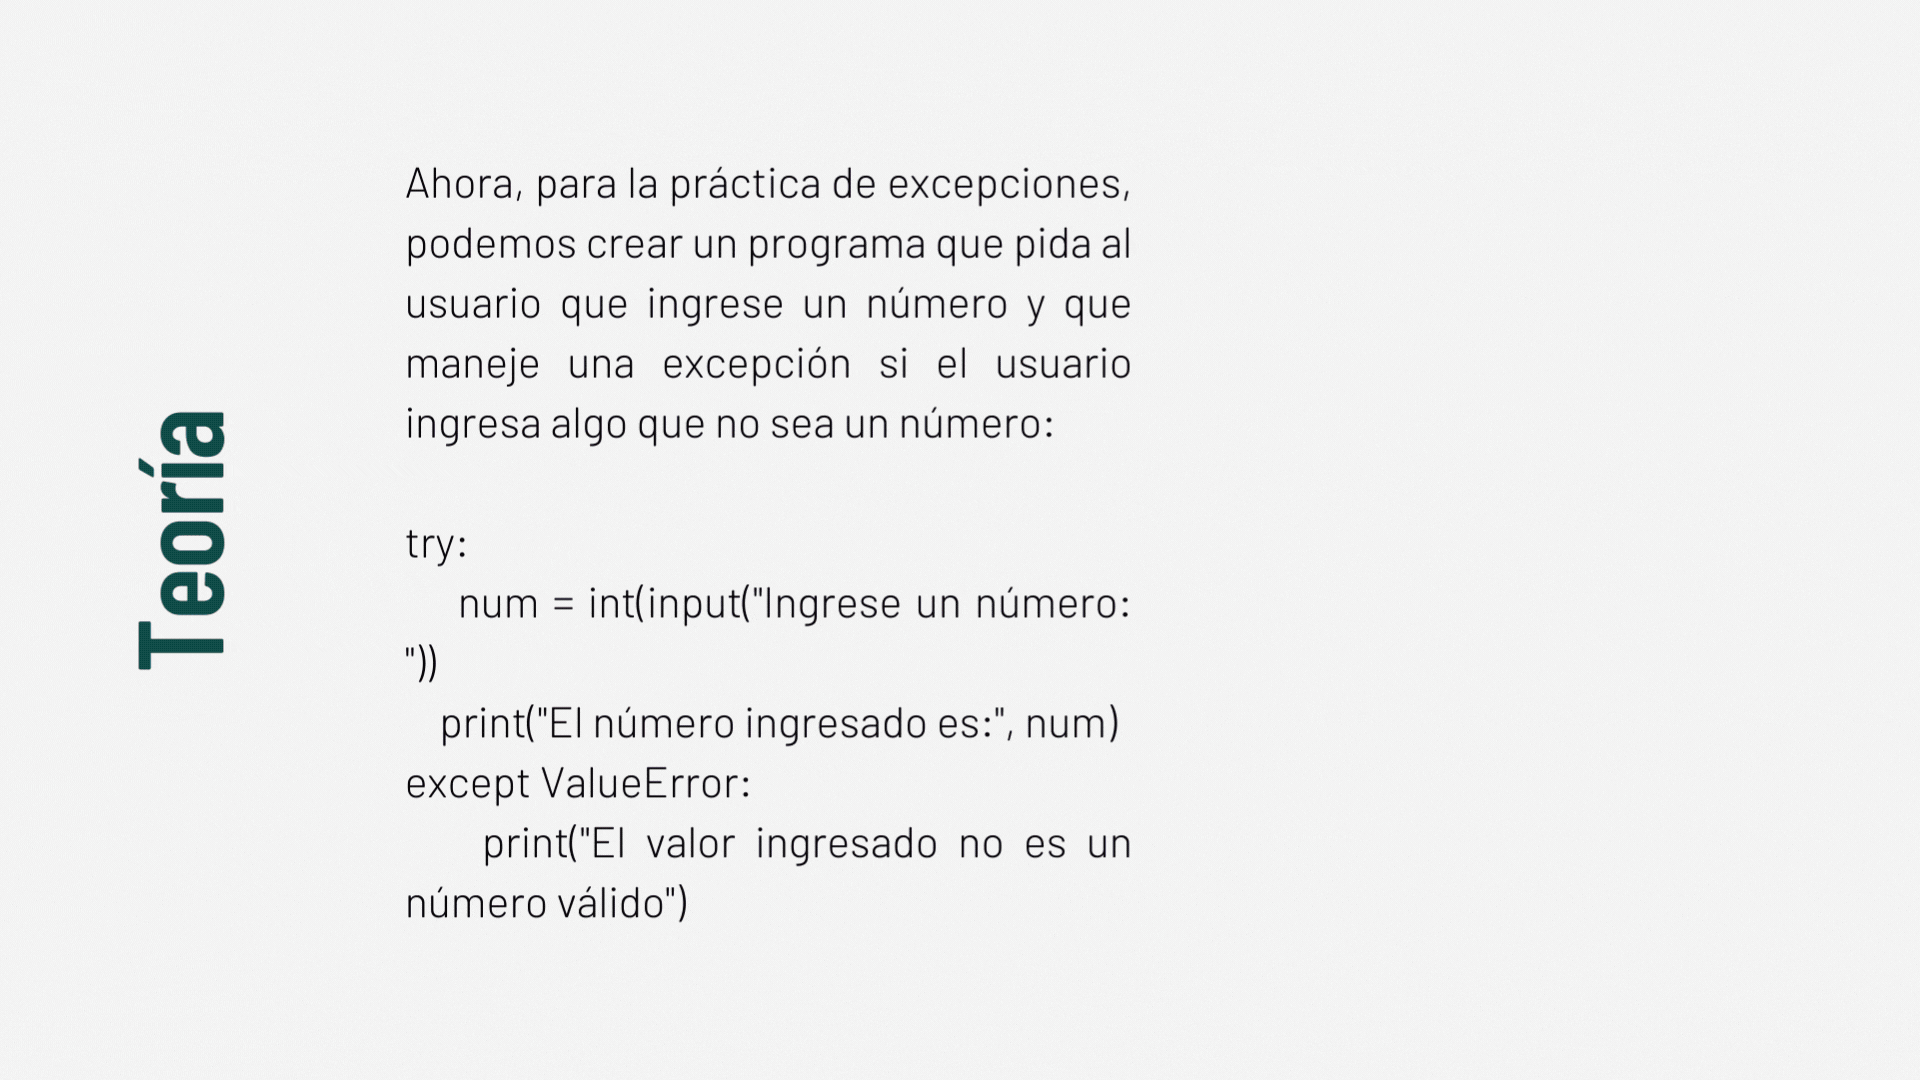 Teoría
Ahora, para la práctica de excepciones,
podemos crear un programa que pida al
usuario que ingrese un número y que
maneje una excepción si el usuario
ingresa algo que no sea un número:

try:
    num = int(input("Ingrese un número:
"))
    print("El número ingresado es:", num)
except ValueError:
    print("El valor ingresado no es un
número válido")